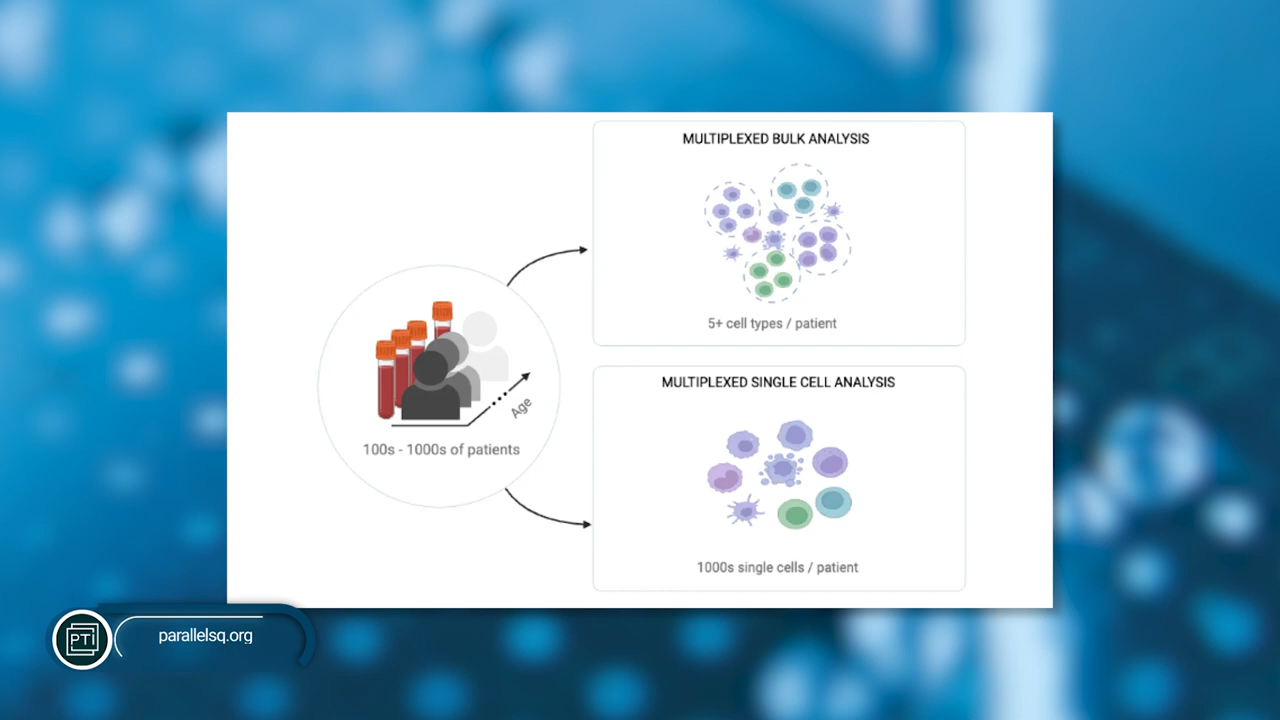 MULTIPLEXED BULK ANALYSIS
5+ cell types / patient
Age
100s - 1000s of patients
MULTIPLEXED SINGLE CELL ANALYSIS
1000s single cells / patient
PTi
parallelsq.org